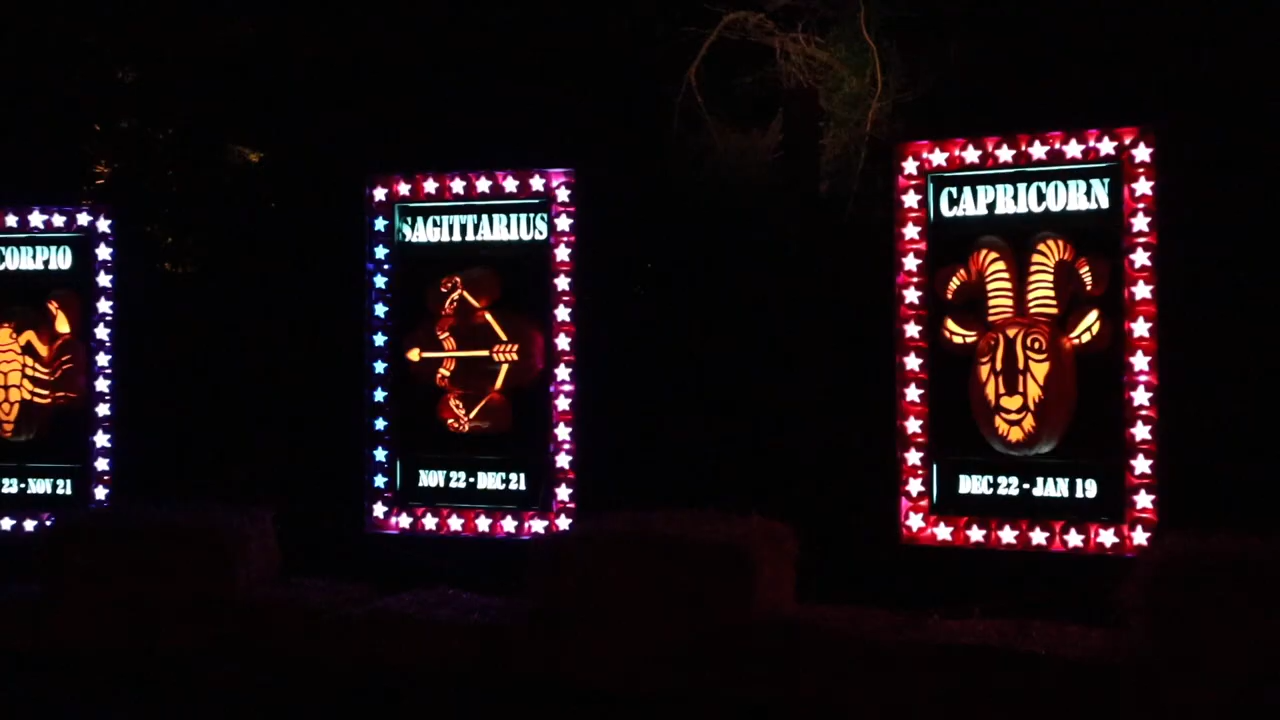 CORPIO
23 - NOV 21
SAGITTARIUS
NOV 22 - DEC 21
CAPRICORN
DEC 22 - JAN 19